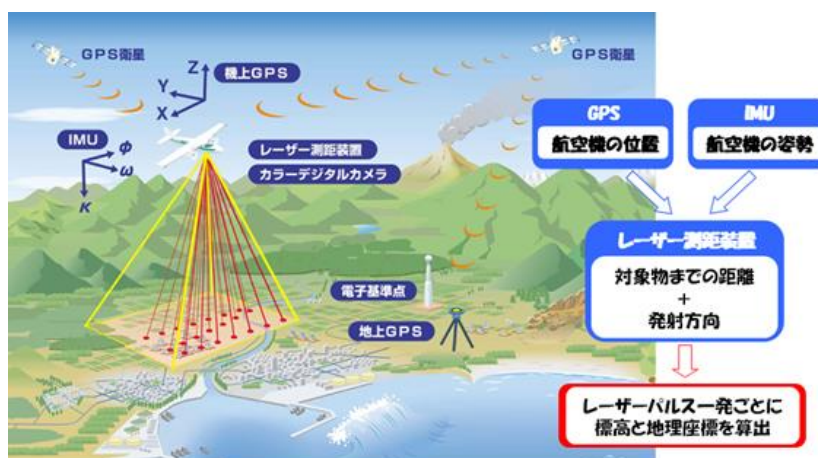 GPS衛星
GPS衛星
Z
Y
X
機上GPS
IMU
φ
ω
κ
レーザー測距装置
カラーデジタルカメラ
電子基準点
地上GPS
GPS
航空機の位置
IMU
航空機の姿勢
レーザー測距装置
対象物までの距離
+
発射方向
レーザーパルス一発ごとに
標高と地理座標を算出